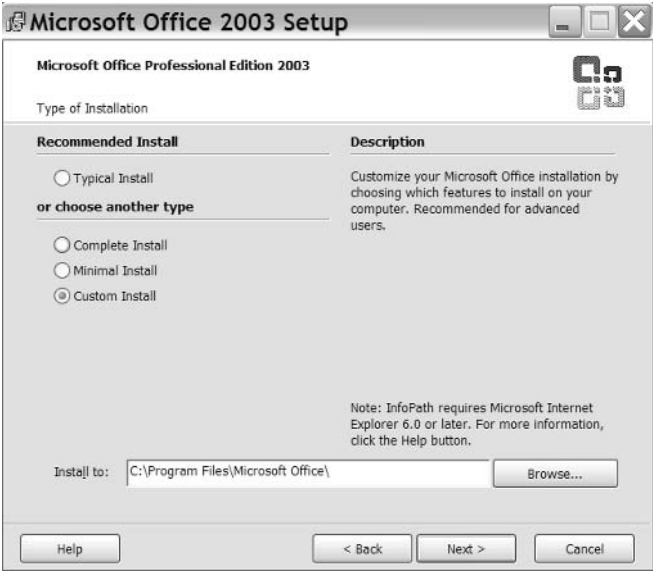 Microsoft Office 2003 Setup
Microsoft Office Professional Edition 2003
Type of Installation
Recommended Install
Typical Install
or choose another type
Complete Install
Minimal Install
Custom Install
Description
Customize your Microsoft Office installation by
choosing which features to install on your
computer. Recommended for advanced
users.
Note: InfoPath requires Microsoft Internet
Explorer 6.0 or later. For more information,
click the Help button.
Install to: C:\Program Files\Microsoft Office\ Browse...
Help < Back Next > Cancel